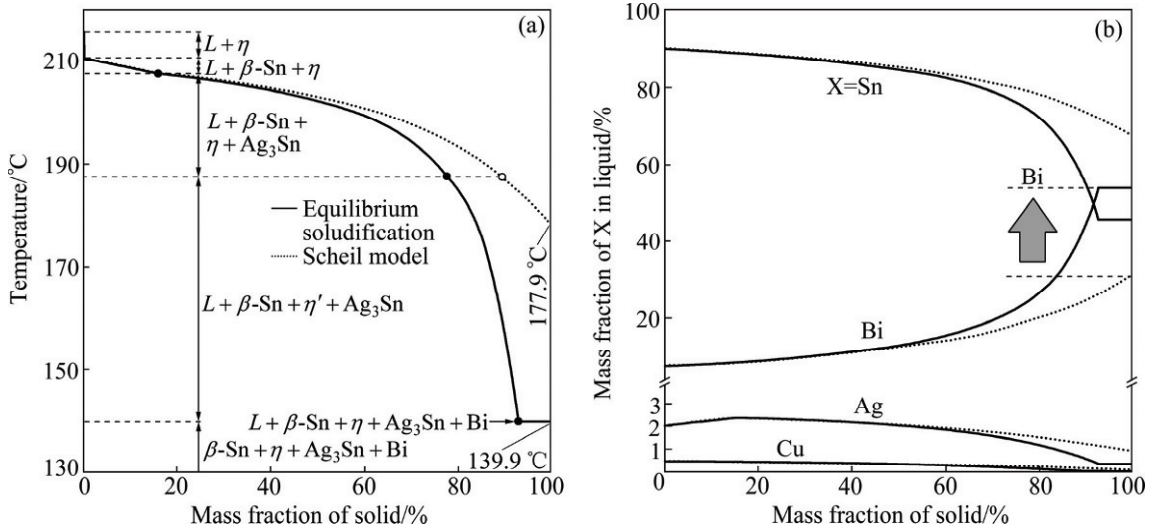 (a)
L+η
L+β-Sn+η
L+β-Sn+
η+Ag₃Sn
Equilibrium
soludification
Scheil model
L+β-Sn+η′+Ag₃Sn
177.9 ℃
L+β-Sn+η+Ag₃Sn+Bi
β-Sn+η+Ag₃Sn+Bi
139.9 ℃
210
190
170
150
130
Temperature/℃
0
20
40
60
80
100
Mass fraction of solid/%
(b)
X=Sn
Bi
Bi
Ag
Cu
100
80
60
40
20
3
2
1
0
Mass fraction of X in liquid/%
0
20
40
60
80
100
Mass fraction of solid/%